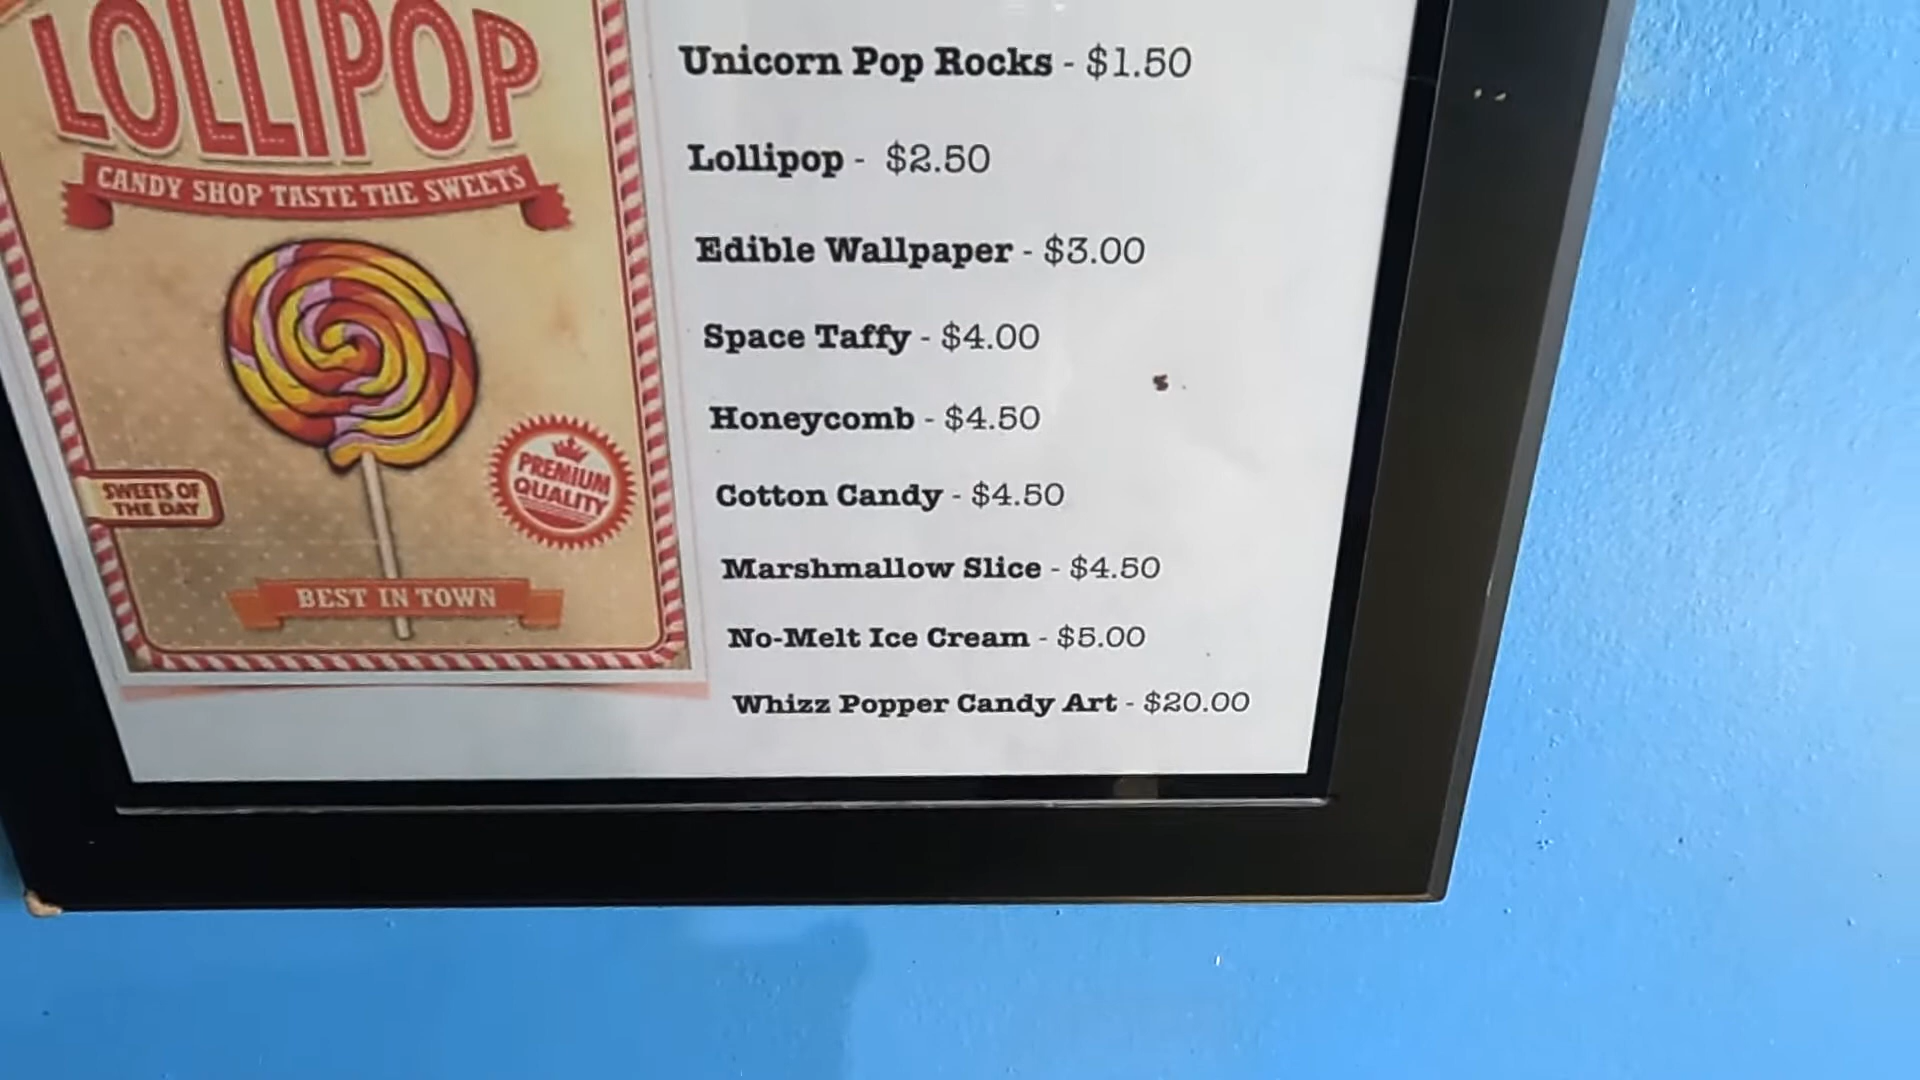 LOLLIPOP
CANDY SHOP TASTE THE SWEETS
PREMIUM
QUALITY
SWEETS OF
THE DAY
BEST IN TOWN
Unicorn Pop Rocks - $1.50
Lollipop - $2.50
Edible Wallpaper - $3.00
Space Taffy - $4.00
Honeycomb - $4.50
Cotton Candy - $4.50
Marshmallow Slice - $4.50
No-Melt Ice Cream - $5.00
Whizz Popper Candy Art - $20.00